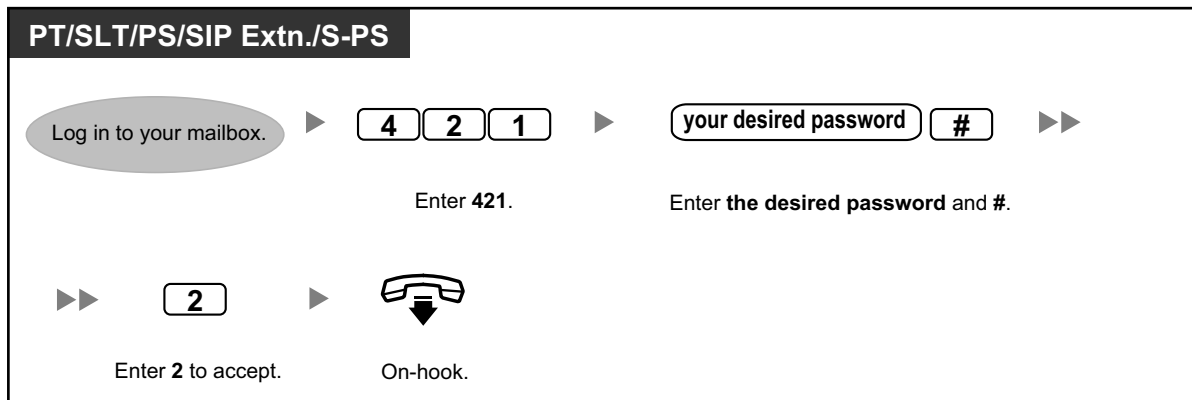 PT/SLT/PS/SIP Extn./S-PS
Log in to your mailbox.
4 2 1
your desired password #
Enter 421.
Enter the desired password and #.
2
Enter 2 to accept.
On-hook.